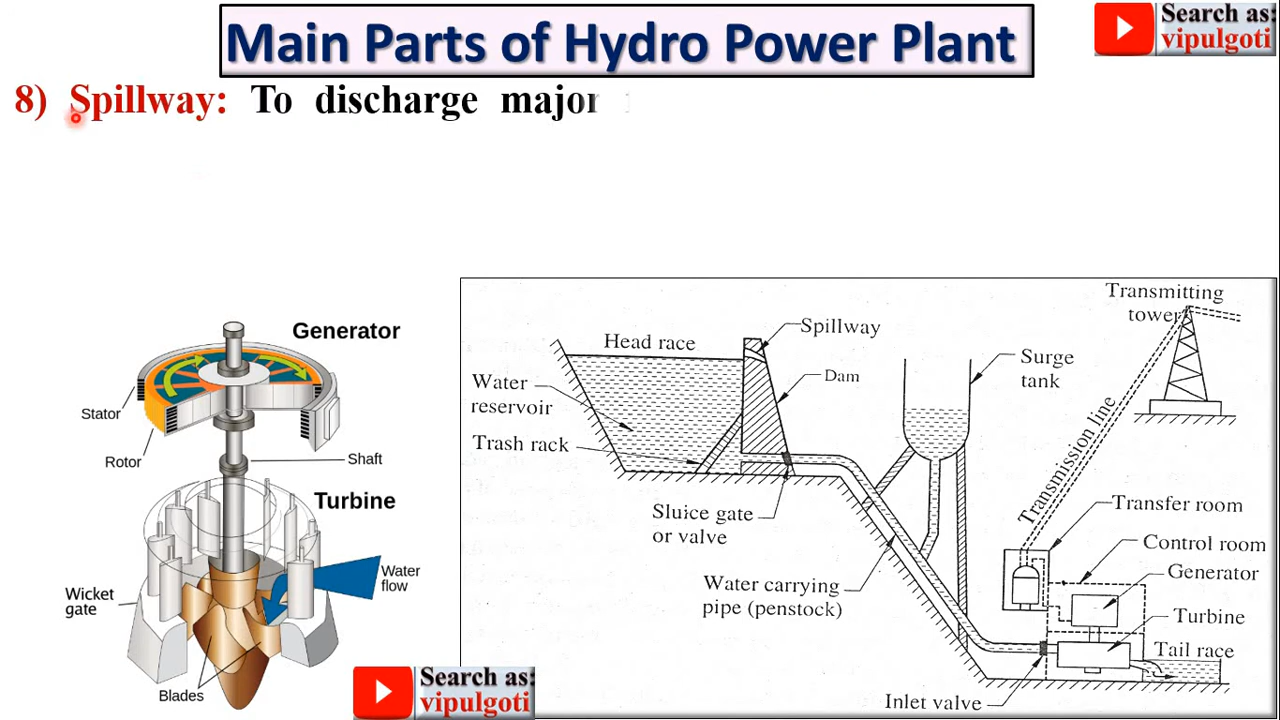 Main Parts of Hydro Power Plant
Search as:
vipulgoti
8) Spillway: To discharge major
Generator
Stator
Rotor
Shaft
Turbine
Water
flow
Wicket
gate
Blades
Search as:
vipulgoti
Transmitting
tower
Head race
Spillway
Dam
Surge
tank
Water
reservoir
Trash rack
Transmission line
Sluice gate
or valve
Transfer room
Control room
Generator
Water carrying
pipe (penstock)
Turbine
Tail race
Inlet valve